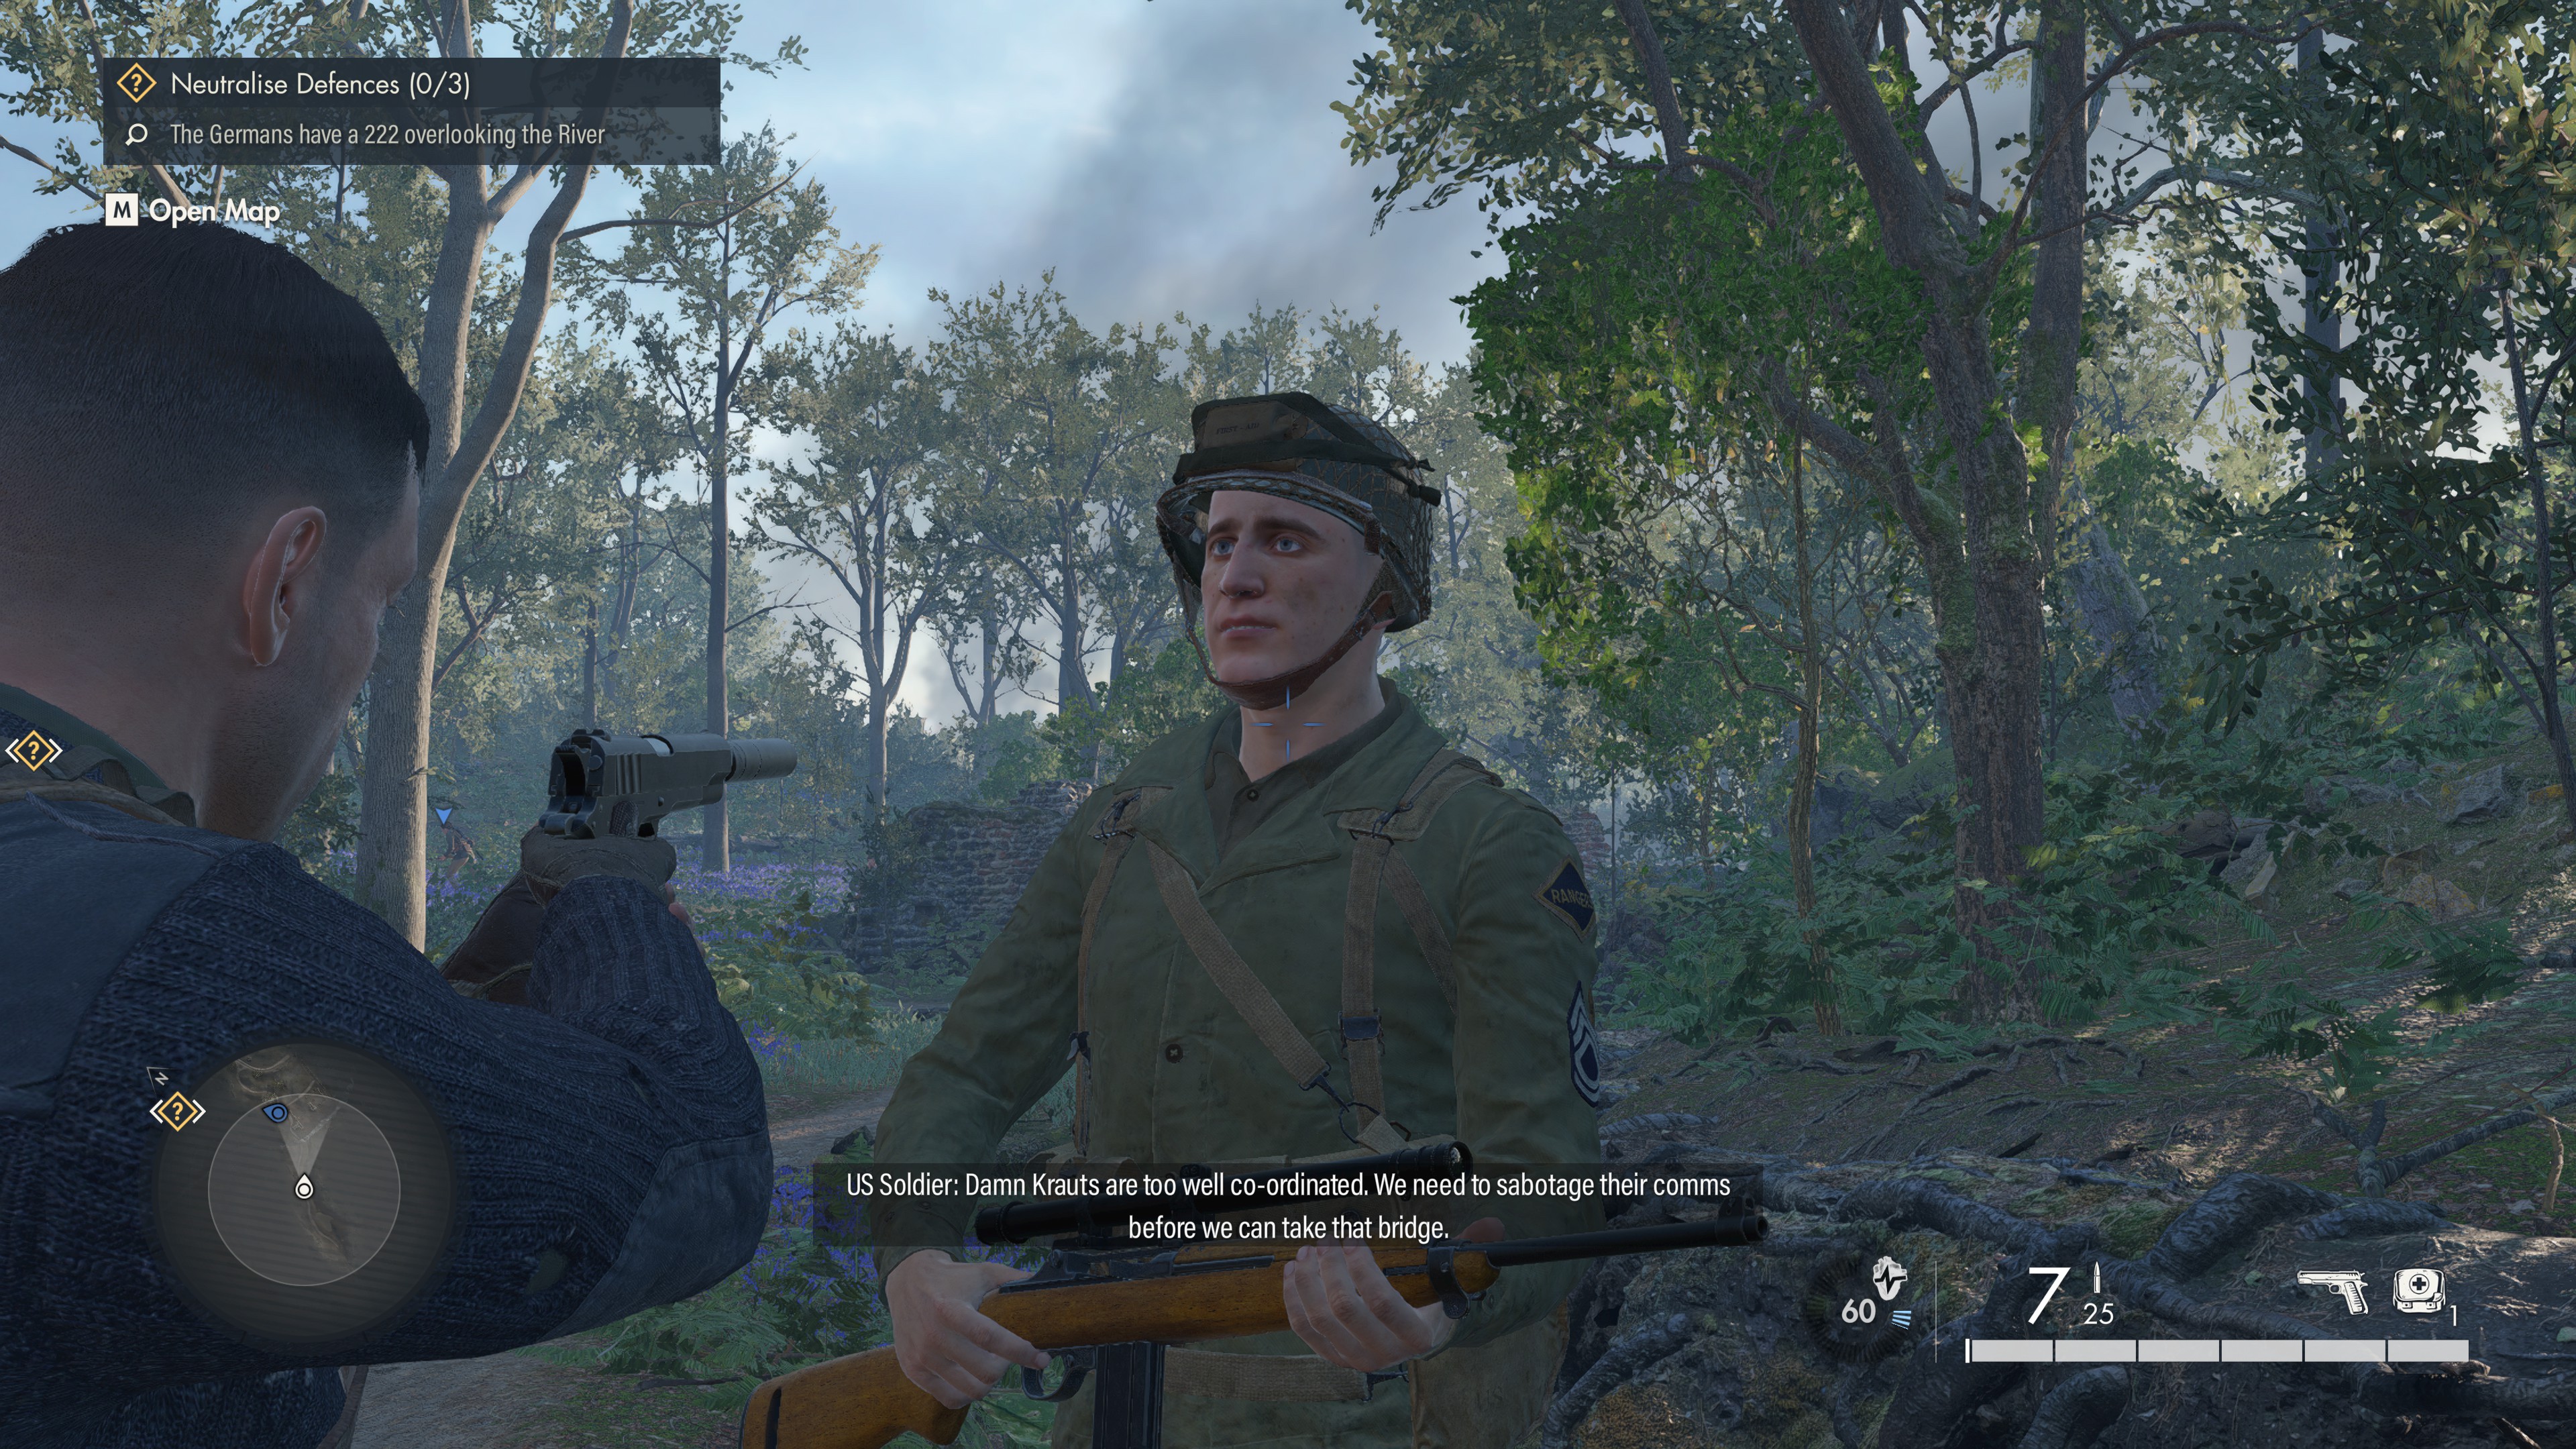 Neutralise Defences (0/3)
The Germans have a 222 overlooking the River
M Open Map
RANGERS
N
US Soldier: Damn Krauts are too well co-ordinated. We need to sabotage their comms
before we can take that bridge.
60
7 25
1